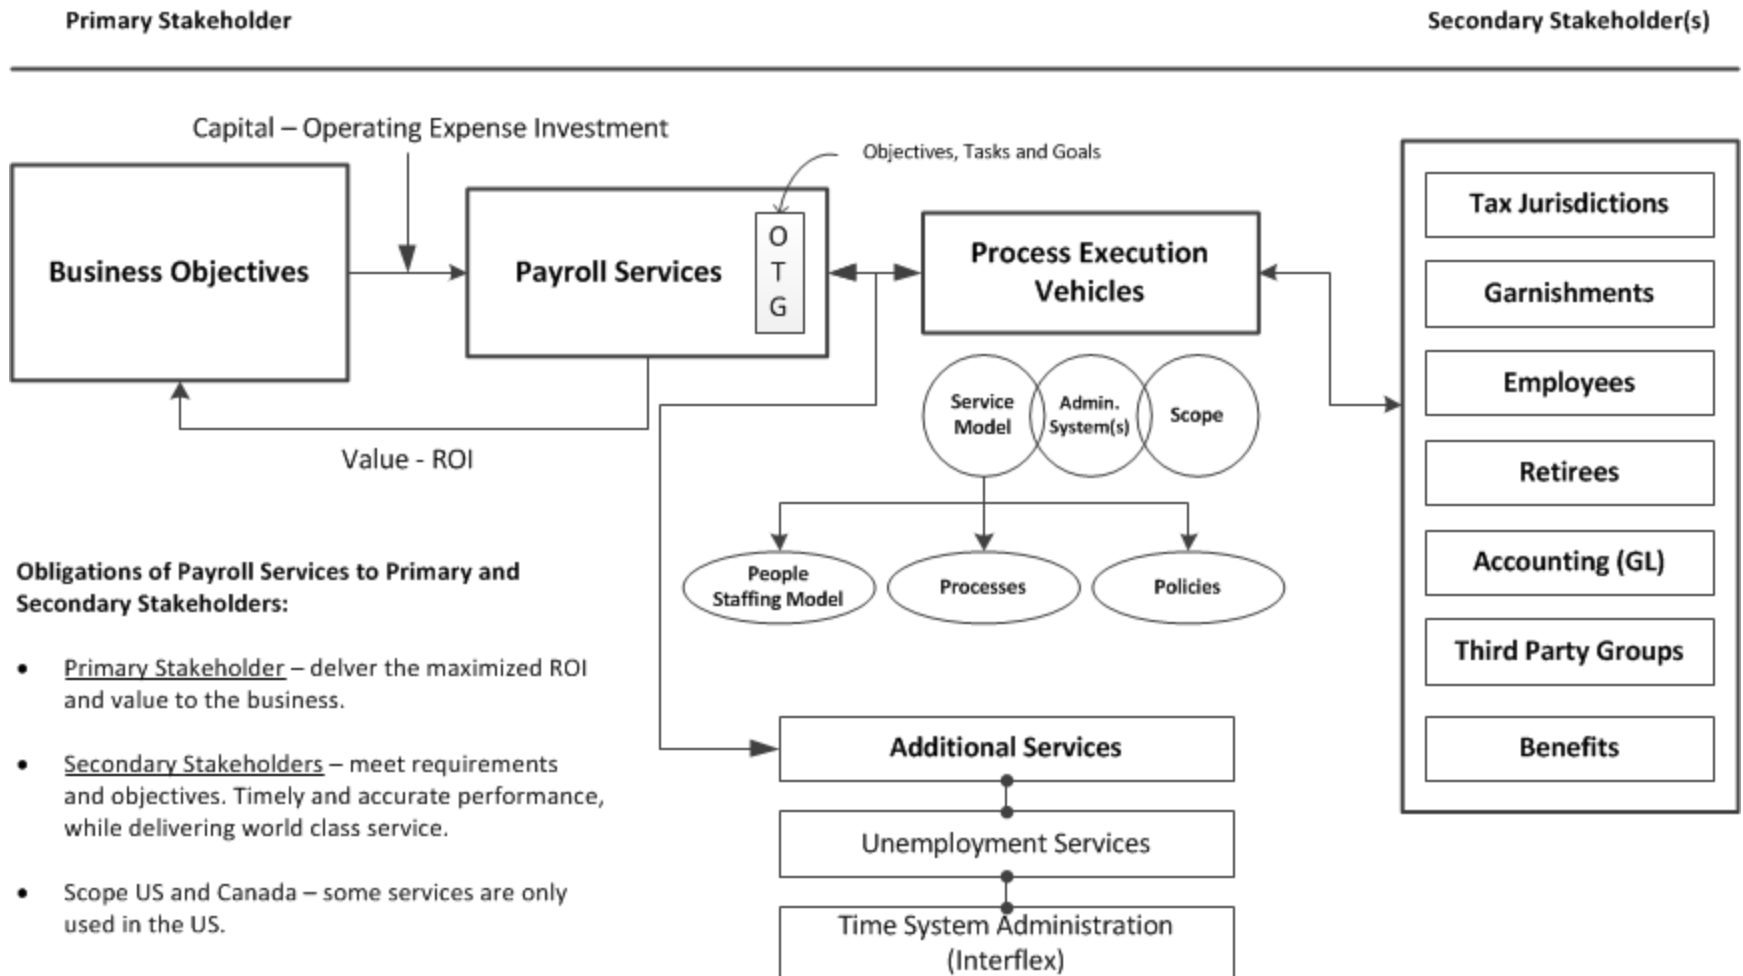 Primary Stakeholder
Secondary Stakeholder(s)
Capital – Operating Expense Investment
Objectives, Tasks and Goals
Business Objectives
Payroll Services
O
T
G
Process Execution
Vehicles
Value - ROI
Service
Model
Admin.
System(s)
Scope
People
Staffing Model
Processes
Policies
Tax Jurisdictions
Garnishments
Employees
Retirees
Accounting (GL)
Third Party Groups
Benefits
Obligations of Payroll Services to Primary and
Secondary Stakeholders:
• Primary Stakeholder – delver the maximized ROI
and value to the business.
• Secondary Stakeholders – meet requirements
and objectives. Timely and accurate performance,
while delivering world class service.
• Scope US and Canada – some services are only
used in the US.
Additional Services
Unemployment Services
Time System Administration
(Interflex)